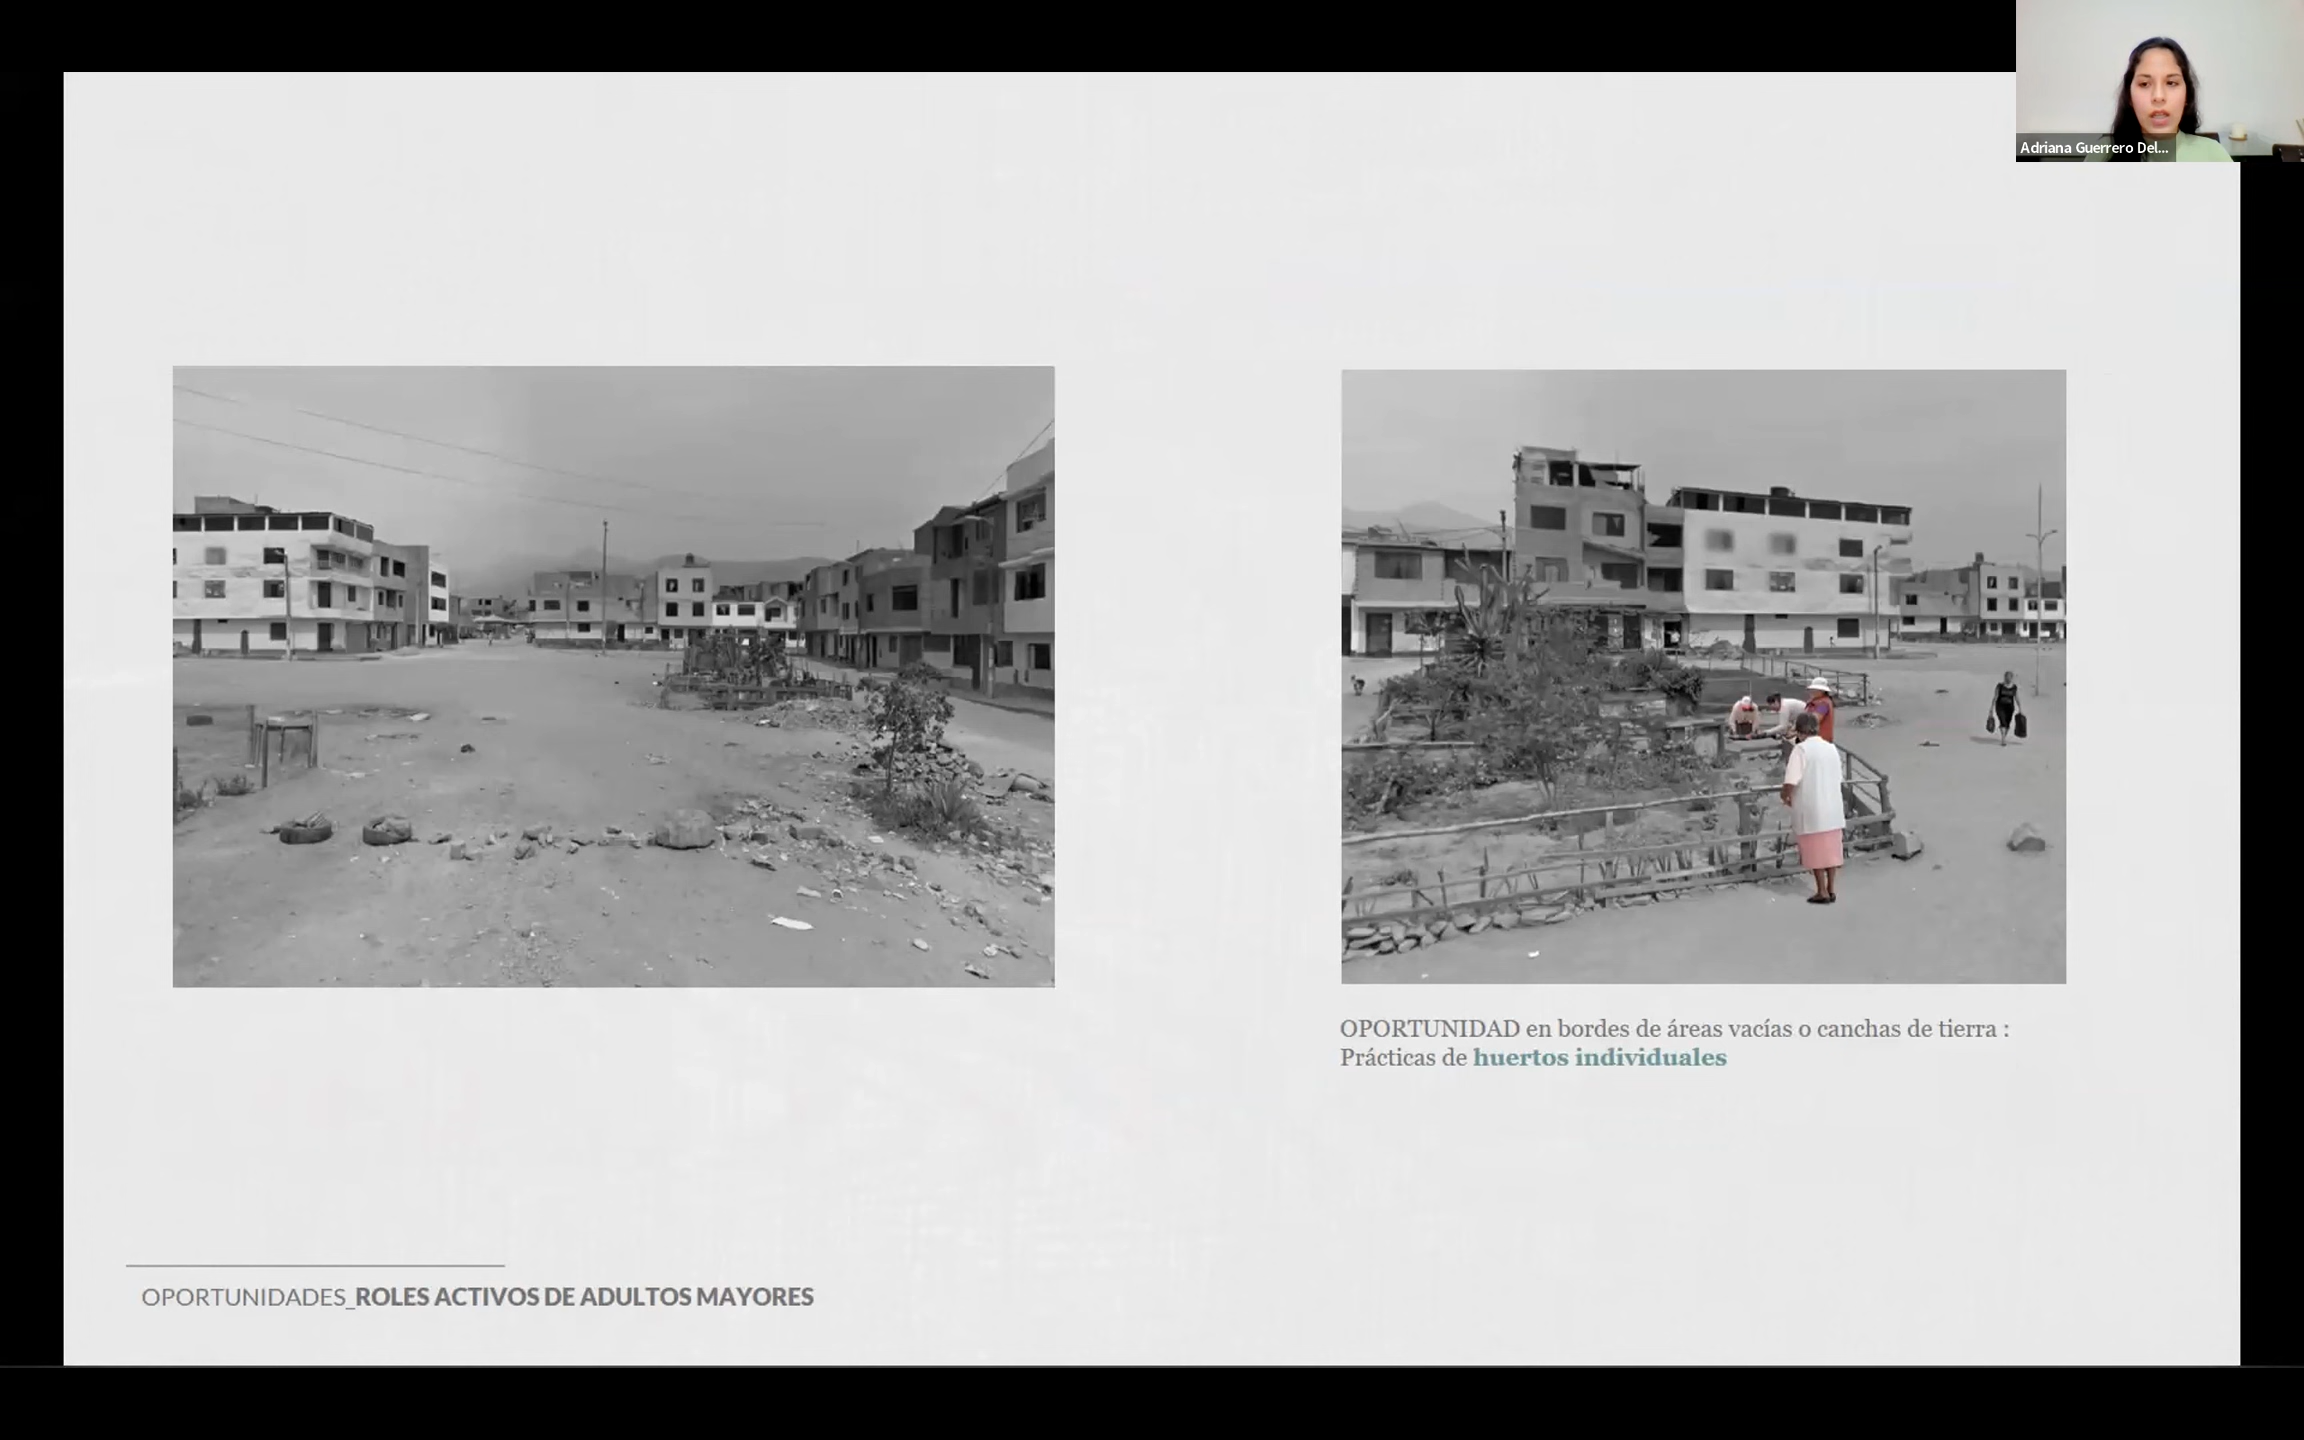 Adriana Guerrero Del...
OPORTUNIDAD en bordes de áreas vacías o canchas de tierra :
Prácticas de huertos individuales
OPORTUNIDADES_ROLES ACTIVOS DE ADULTOS MAYORES